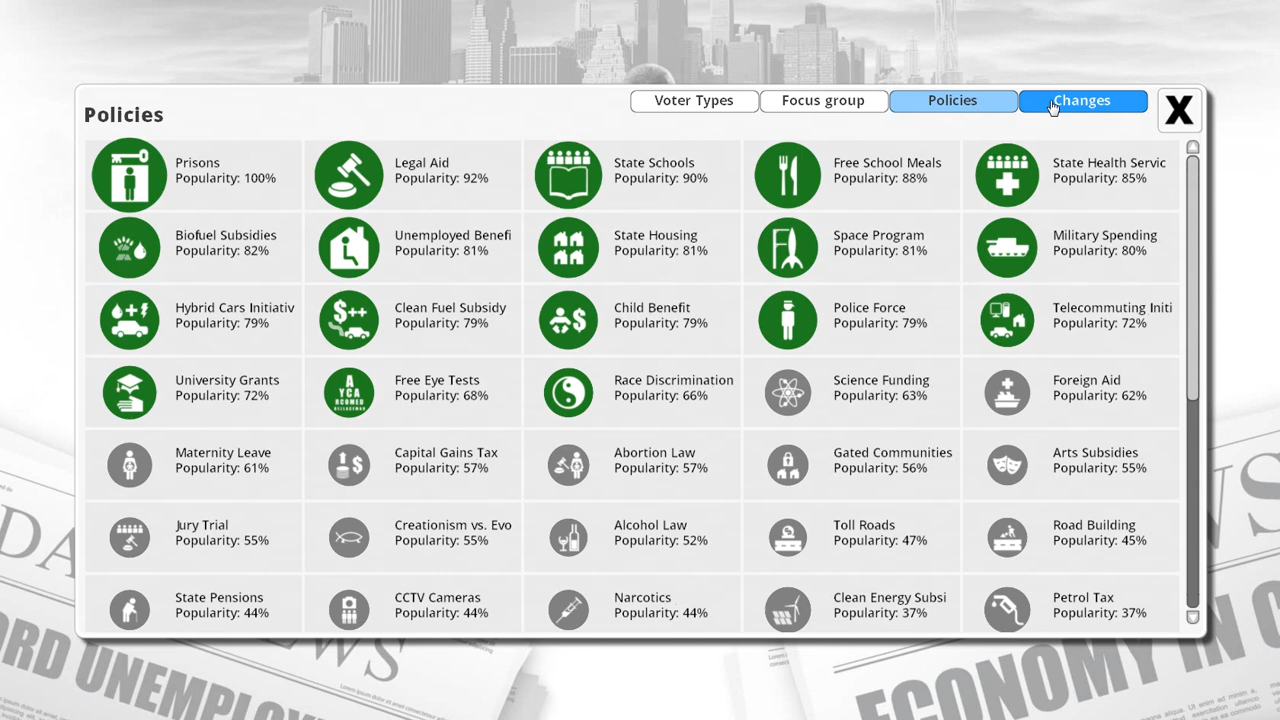 Policies
Voter Types
Focus group
Policies
Changes
X
Prisons
Popularity: 100%
Legal Aid
Popularity: 92%
State Schools
Popularity: 90%
Free School Meals
Popularity: 88%
State Health Servic
Popularity: 85%
Biofuel Subsidies
Popularity: 82%
Unemployed Benefi
Popularity: 81%
State Housing
Popularity: 81%
Space Program
Popularity: 81%
Military Spending
Popularity: 80%
Hybrid Cars Initiativ
Popularity: 79%
Clean Fuel Subsidy
Popularity: 79%
Child Benefit
Popularity: 79%
Police Force
Popularity: 79%
Telecommuting Initi
Popularity: 72%
University Grants
Popularity: 72%
Free Eye Tests
Popularity: 68%
Race Discrimination
Popularity: 66%
Science Funding
Popularity: 63%
Foreign Aid
Popularity: 62%
Maternity Leave
Popularity: 61%
Capital Gains Tax
Popularity: 57%
Abortion Law
Popularity: 57%
Gated Communities
Popularity: 56%
Arts Subsidies
Popularity: 55%
Jury Trial
Popularity: 55%
Creationism vs. Evo
Popularity: 55%
Alcohol Law
Popularity: 52%
Toll Roads
Popularity: 47%
Road Building
Popularity: 45%
State Pensions
Popularity: 44%
CCTV Cameras
Popularity: 44%
Narcotics
Popularity: 44%
Clean Energy Subsi
Popularity: 37%
Petrol Tax
Popularity: 37%
DA
NEWS
ORD UNEMPLO
ECONOMY IN C